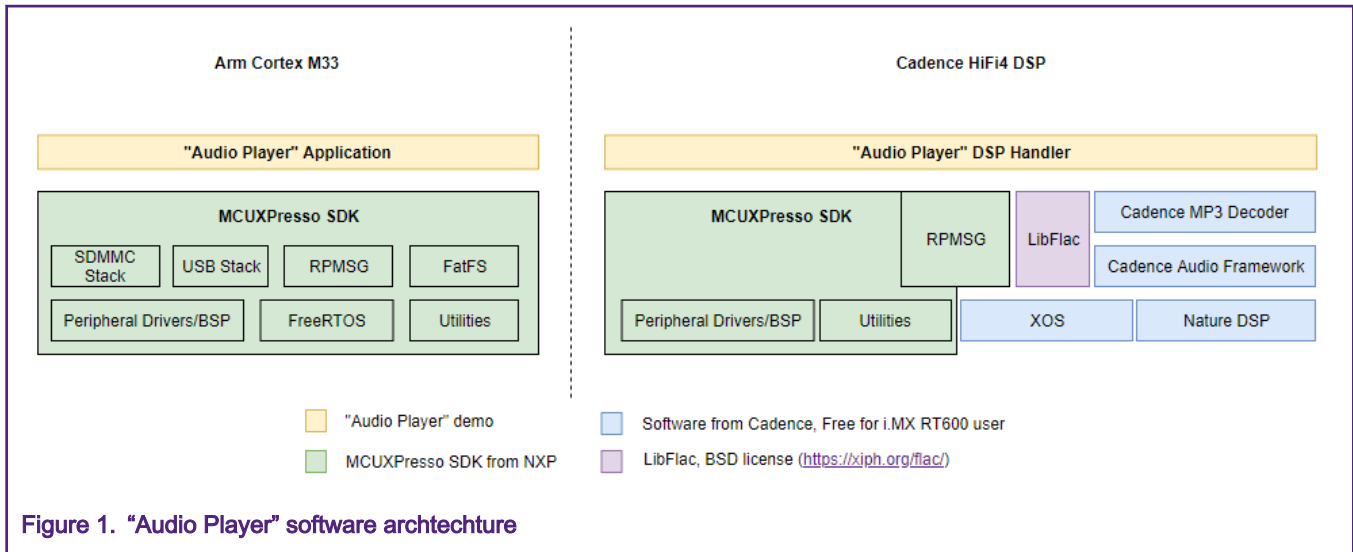 Arm Cortex M33
Cadence HiFi4 DSP
"Audio Player" Application
"Audio Player" DSP Handler
MCUXPresso SDK
SDMMC
Stack
USB Stack
RPMSG
FatFS
Peripheral Drivers/BSP
FreeRTOS
Utilities
MCUXPresso SDK
RPMSG
LibFlac
Cadence MP3 Decoder
Cadence Audio Framework
Peripheral Drivers/BSP
Utilities
XOS
Nature DSP
"Audio Player" demo
Software from Cadence, Free for i.MX RT600 user
MCUXPresso SDK from NXP
LibFlac, BSD license (https://xiph.org/flac/)
Figure 1. “Audio Player” software archtechture